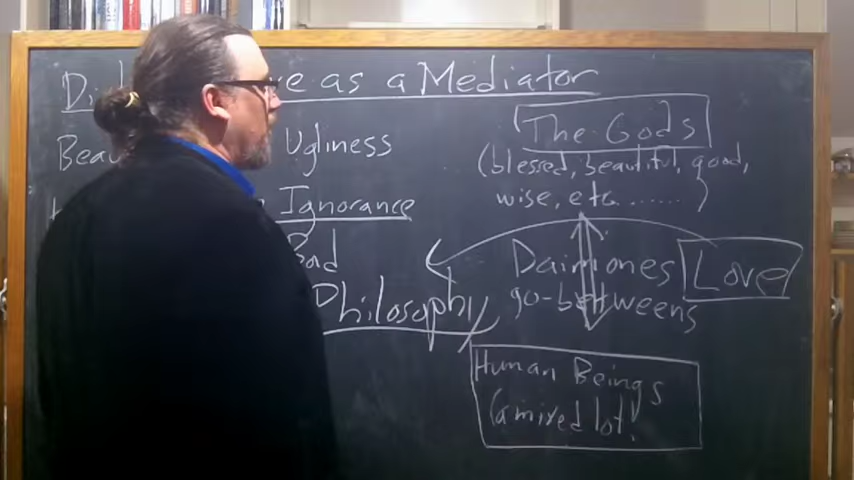 as a Mediator
Beau
Ugliness
Ignorance
Bad
Philosophy
The Gods
(blessed, beautiful, good,
wise, etc.......)
Daimones
go-betweens
Love
Human Beings
(a mixed lot!